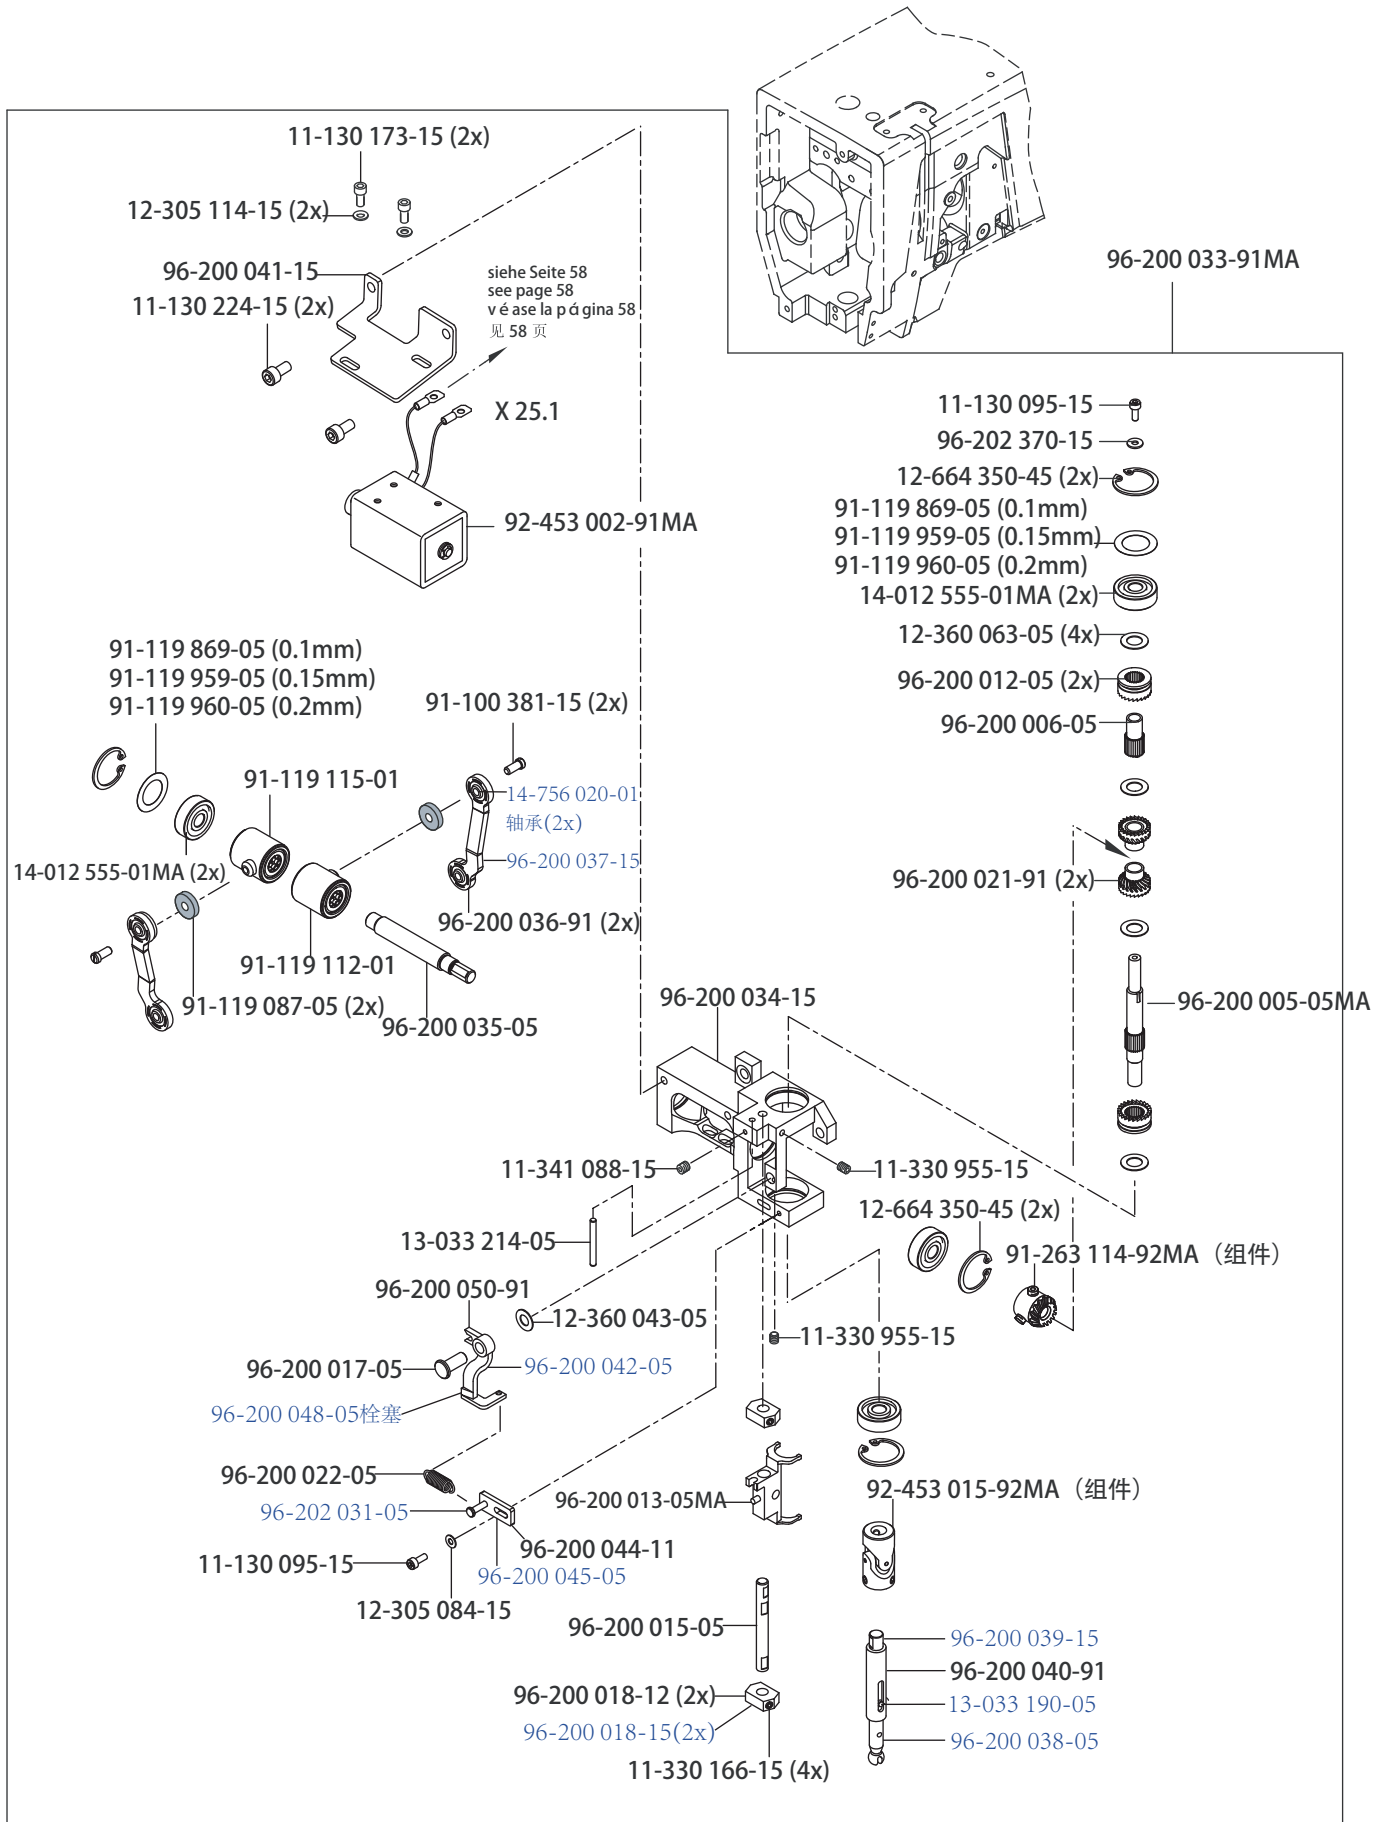 11-130 173-15 (2x)
12-305 114-15 (2x)
96-200 041-15
11-130 224-15 (2x)
siehe Seite 58
see page 58
v é ase la p á gina 58
见 58 页
X 25.1
92-453 002-91MA
96-200 033-91MA
11-130 095-15
96-202 370-15
12-664 350-45 (2x)
91-119 869-05 (0.1mm)
91-119 959-05 (0.15mm)
91-119 960-05 (0.2mm)
14-012 555-01MA (2x)
12-360 063-05 (4x)
96-200 012-05 (2x)
96-200 006-05
96-200 021-91 (2x)
96-200 005-05MA
91-119 869-05 (0.1mm)
91-119 959-05 (0.15mm)
91-119 960-05 (0.2mm)
91-100 381-15 (2x)
91-119 115-01
14-756 020-01
轴承(2x)
96-200 037-15
14-012 555-01MA (2x)
96-200 036-91 (2x)
91-119 112-01
91-119 087-05 (2x)
96-200 035-05
96-200 034-15
11-341 088-15
11-330 955-15
12-664 350-45 (2x)
13-033 214-05
91-263 114-92MA（组件）
96-200 050-91
12-360 043-05
11-330 955-15
96-200 017-05
96-200 042-05
96-200 048-05栓塞
96-200 022-05
96-202 031-05
96-200 013-05MA
92-453 015-92MA（组件）
96-200 044-11
11-130 095-15
96-200 045-05
12-305 084-15
96-200 015-05
96-200 039-15
96-200 040-91
96-200 018-12 (2x)
13-033 190-05
96-200 018-15(2x)
96-200 038-05
11-330 166-15 (4x)